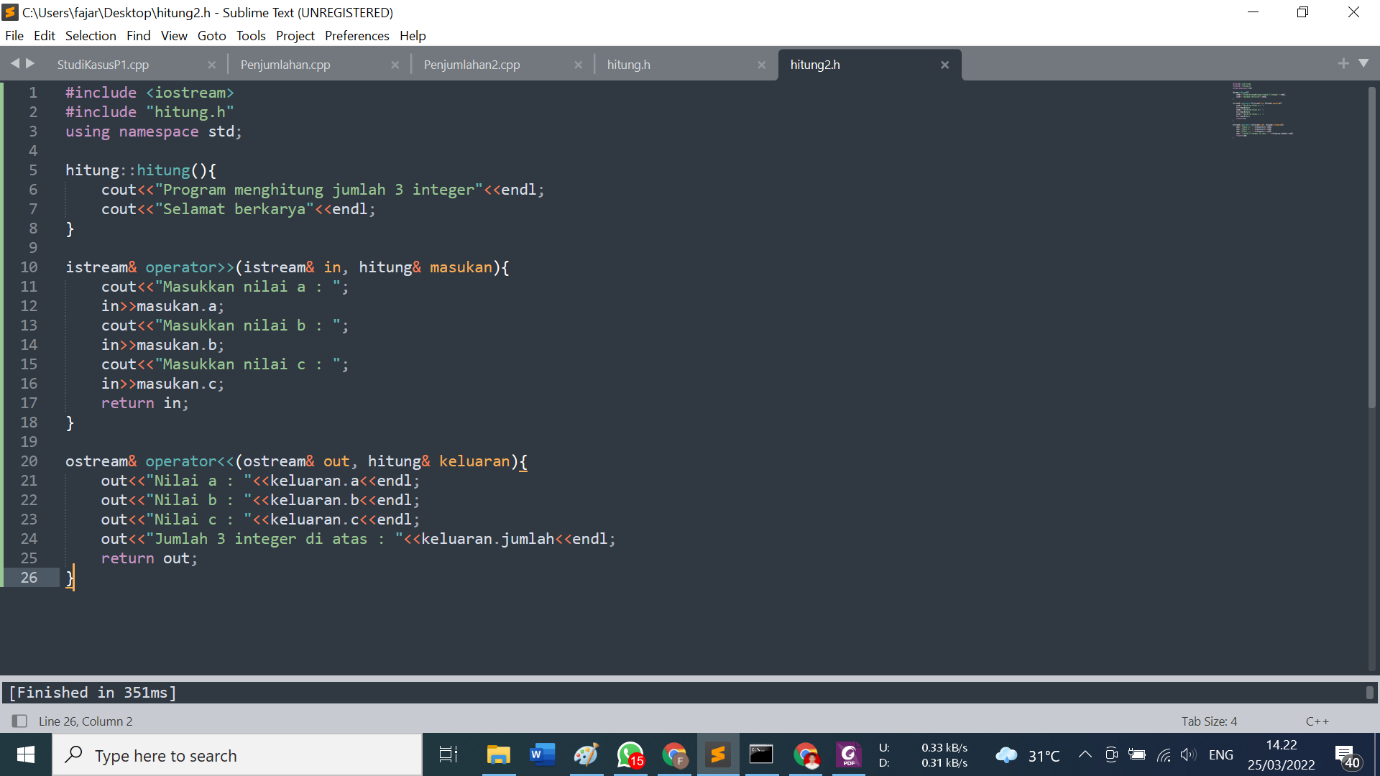 C:\Users\fajar\Desktop\hitung2.h - Sublime Text (UNREGISTERED)
File Edit Selection Find View Goto Tools Project Preferences Help
StudiKasusP1.cpp Penjumlahan.cpp Penjumlahan2.cpp hitung.h hitung2.h
1 #include <iostream>
2 #include "hitung.h"
3 using namespace std;
4
5 hitung::hitung(){
6 cout<<"Program menghitung jumlah 3 integer"<<endl;
7 cout<<"Selamat berkarya"<<endl;
8 }
9
10 istream& operator>>(istream& in, hitung& masukan){
11 cout<<"Masukkan nilai a : ";
12 in>>masukan.a;
13 cout<<"Masukkan nilai b : ";
14 in>>masukan.b;
15 cout<<"Masukkan nilai c : ";
16 in>>masukan.c;
17 return in;
18 }
19
20 ostream& operator<<(ostream& out, hitung& keluaran){
21 out<<"Nilai a : "<<keluaran.a<<endl;
22 out<<"Nilai b : "<<keluaran.b<<endl;
23 out<<"Nilai c : "<<keluaran.c<<endl;
24 out<<"Jumlah 3 integer di atas : "<<keluaran.jumlah<<endl;
25 return out;
26 }
[Finished in 351ms]
Line 26, Column 2 Tab Size: 4 C++
Type here to search
15
F
PDF
U: 0.33 kB/s
D: 0.31 kB/s
31°C
ENG
14.22
25/03/2022
40